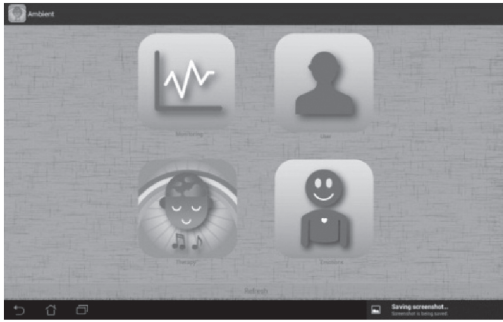 Ambient
Monitoring
User
Therapy
Emotions
Refresh
Saving screenshot...
Screenshot is being saved.